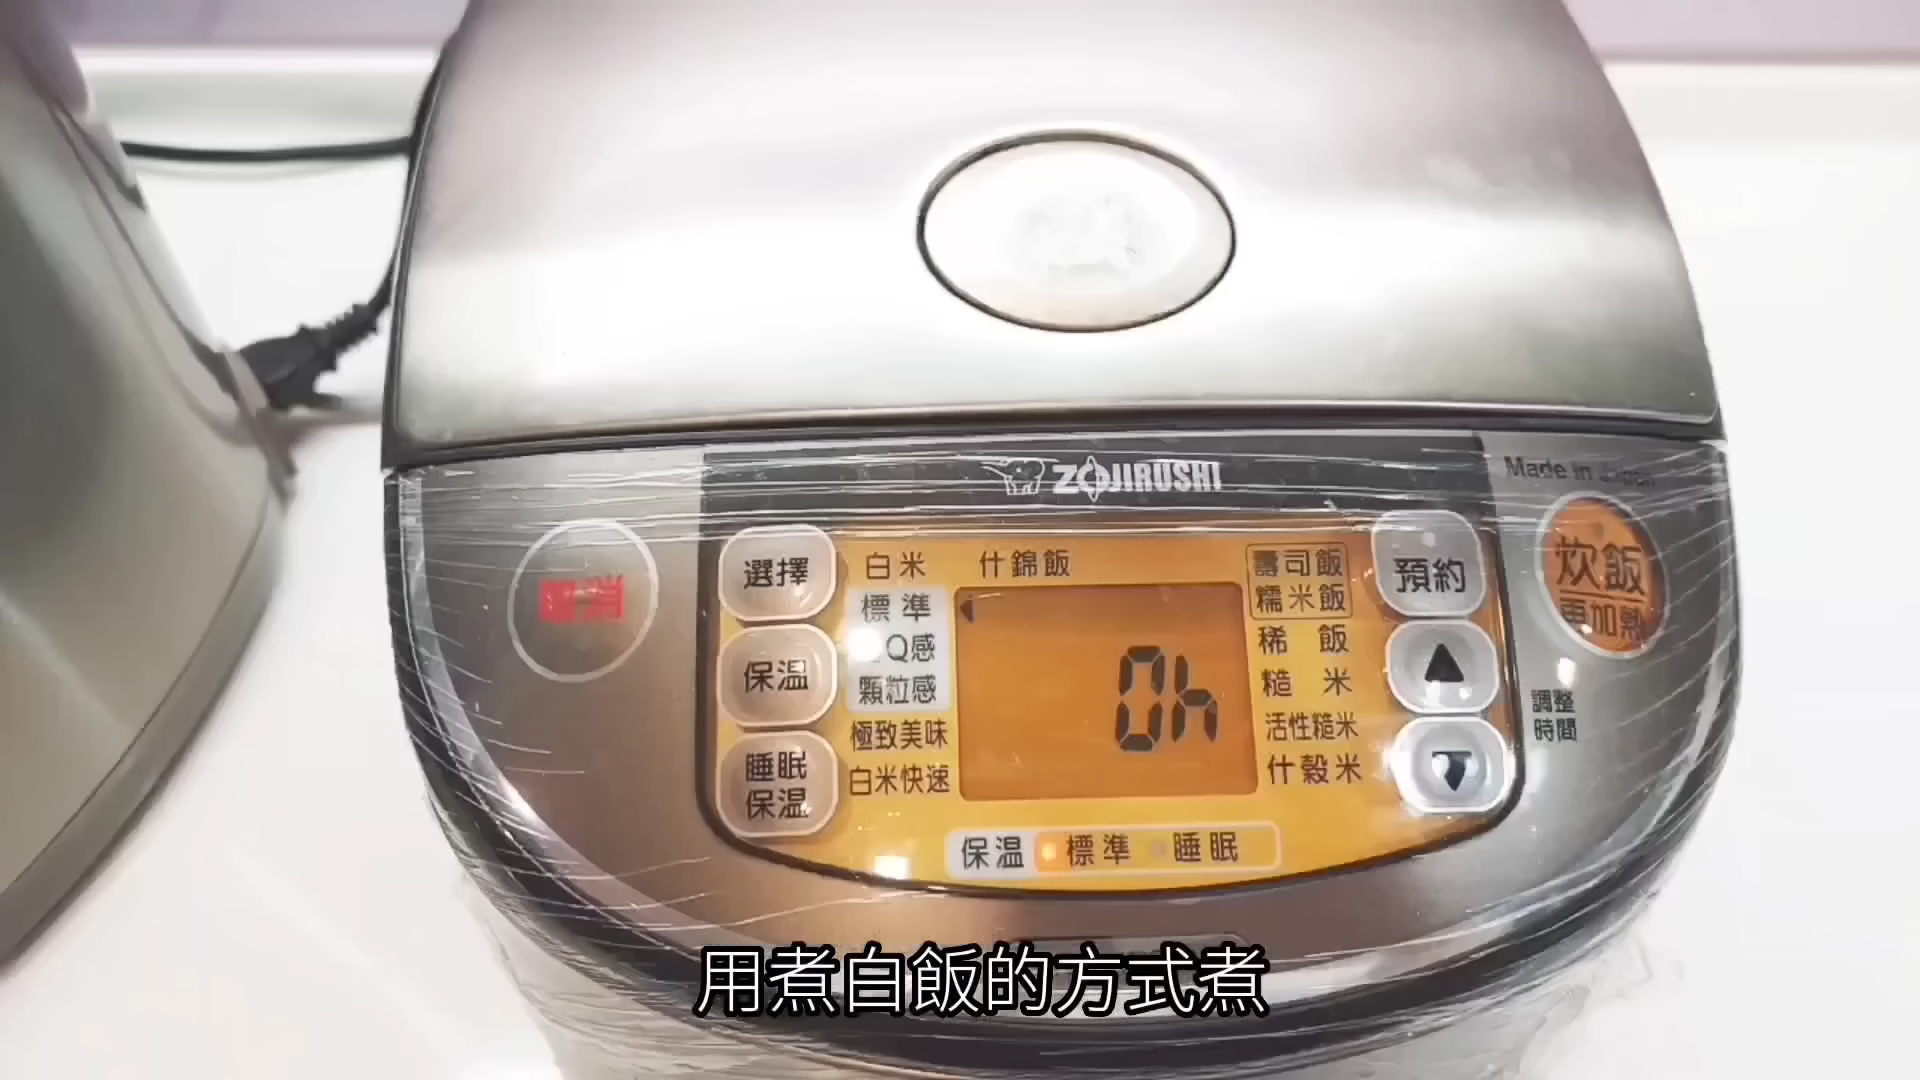 ZOJIRUSHI
Made in Japan
選擇
保温
睡眠
保温
白米
標準
Q感
顆粒感
極致美味
白米快速
什錦飯
0h
壽司飯
糯米飯
稀飯
糙米
活性糙米
什穀米
預約
▲
▼
炊飯
再加熱
調整
時間
保温 標準 睡眠
用煮白飯的方式煮